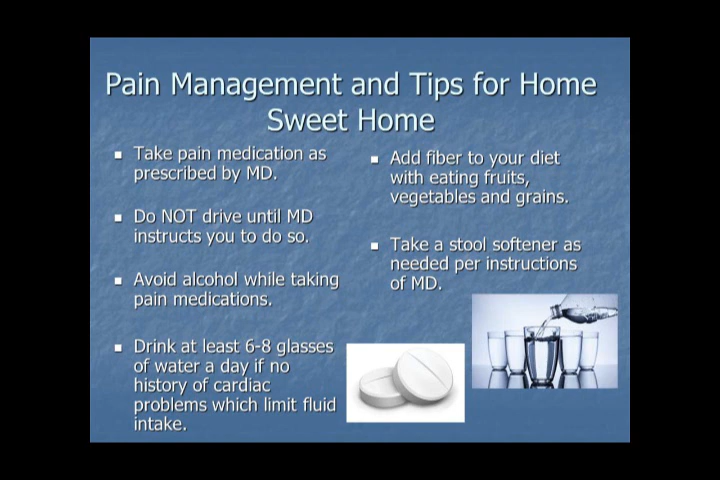 Pain Management and Tips for Home
Sweet Home
Take pain medication as
prescribed by MD.
Do NOT drive until MD
instructs you to do so.
Avoid alcohol while taking
pain medications.
Drink at least 6-8 glasses
of water a day if no
history of cardiac
problems which limit fluid
intake.
Add fiber to your diet
with eating fruits,
vegetables and grains.
Take a stool softener as
needed per instructions
of MD.